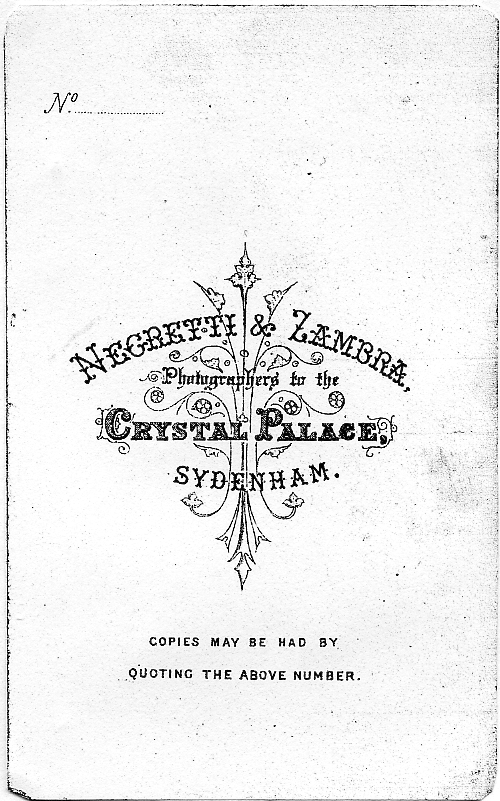 Nº
NEGRETTI & ZAMBRA,
Photographers to the
CRYSTAL PALACE,
SYDENHAM.
COPIES MAY BE HAD BY
QUOTING THE ABOVE NUMBER.